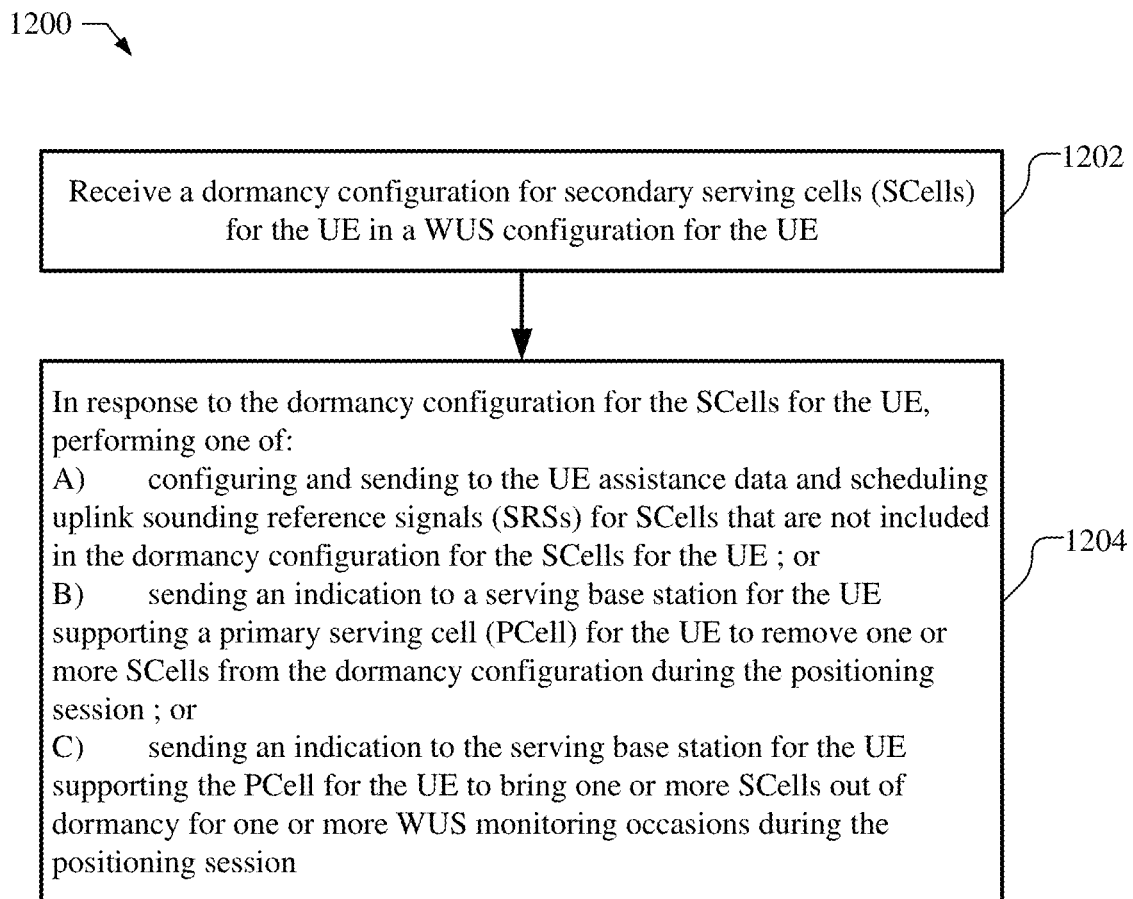 1200
1202
Receive a dormancy configuration for secondary serving cells (SCells)
for the UE in a WUS configuration for the UE
In response to the dormancy configuration for the SCells for the UE,
performing one of:
A) configuring and sending to the UE assistance data and scheduling
uplink sounding reference signals (SRSs) for SCells that are not included
in the dormancy configuration for the SCells for the UE ; or
1204
B) sending an indication to a serving base station for the UE
supporting a primary serving cell (PCell) for the UE to remove one or
more SCells from the dormancy configuration during the positioning
session ; or
C) sending an indication to the serving base station for the UE
supporting the PCell for the UE to bring one or more SCells out of
dormancy for one or more WUS monitoring occasions during the
positioning session